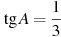 tgA = 1/3